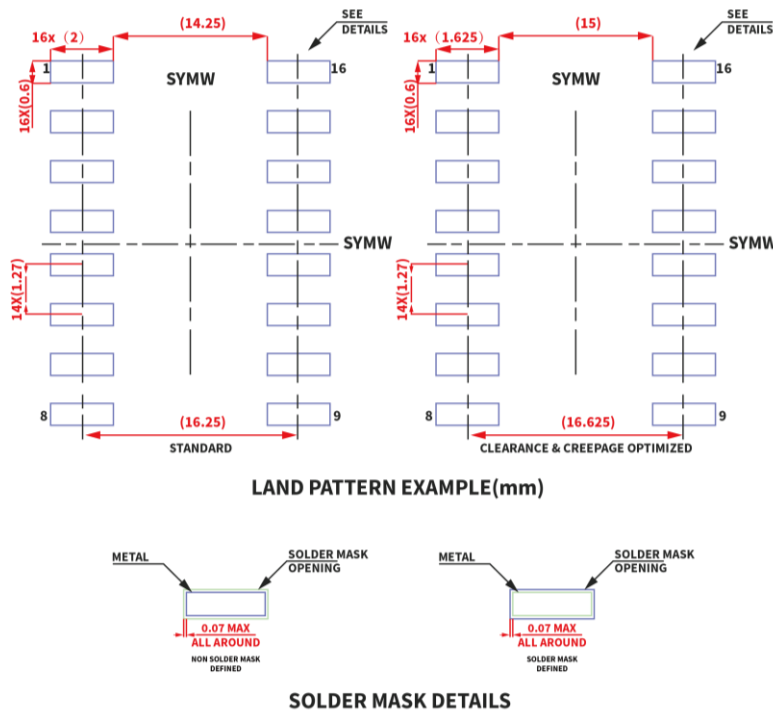 16x（2）
(14.25)
SEE
DETAILS
1
16
SYMW
16X(0.6)
SYMW
14X(1.27)
8
9
(16.25)
STANDARD
16x (1.625)
(15)
SEE
DETAILS
1
16
SYMW
16X(0.6)
SYMW
14X(1.27)
8
9
(16.625)
CLEARANCE & CREEPAGE OPTIMIZED
LAND PATTERN EXAMPLE(mm)
METAL
SOLDER MASK
OPENING
0.07 MAX
ALL AROUND
NON SOLDER MASK
DEFINED
METAL
SOLDER MASK
OPENING
0.07 MAX
ALL AROUND
SOLDER MASK
DEFINED
SOLDER MASK DETAILS